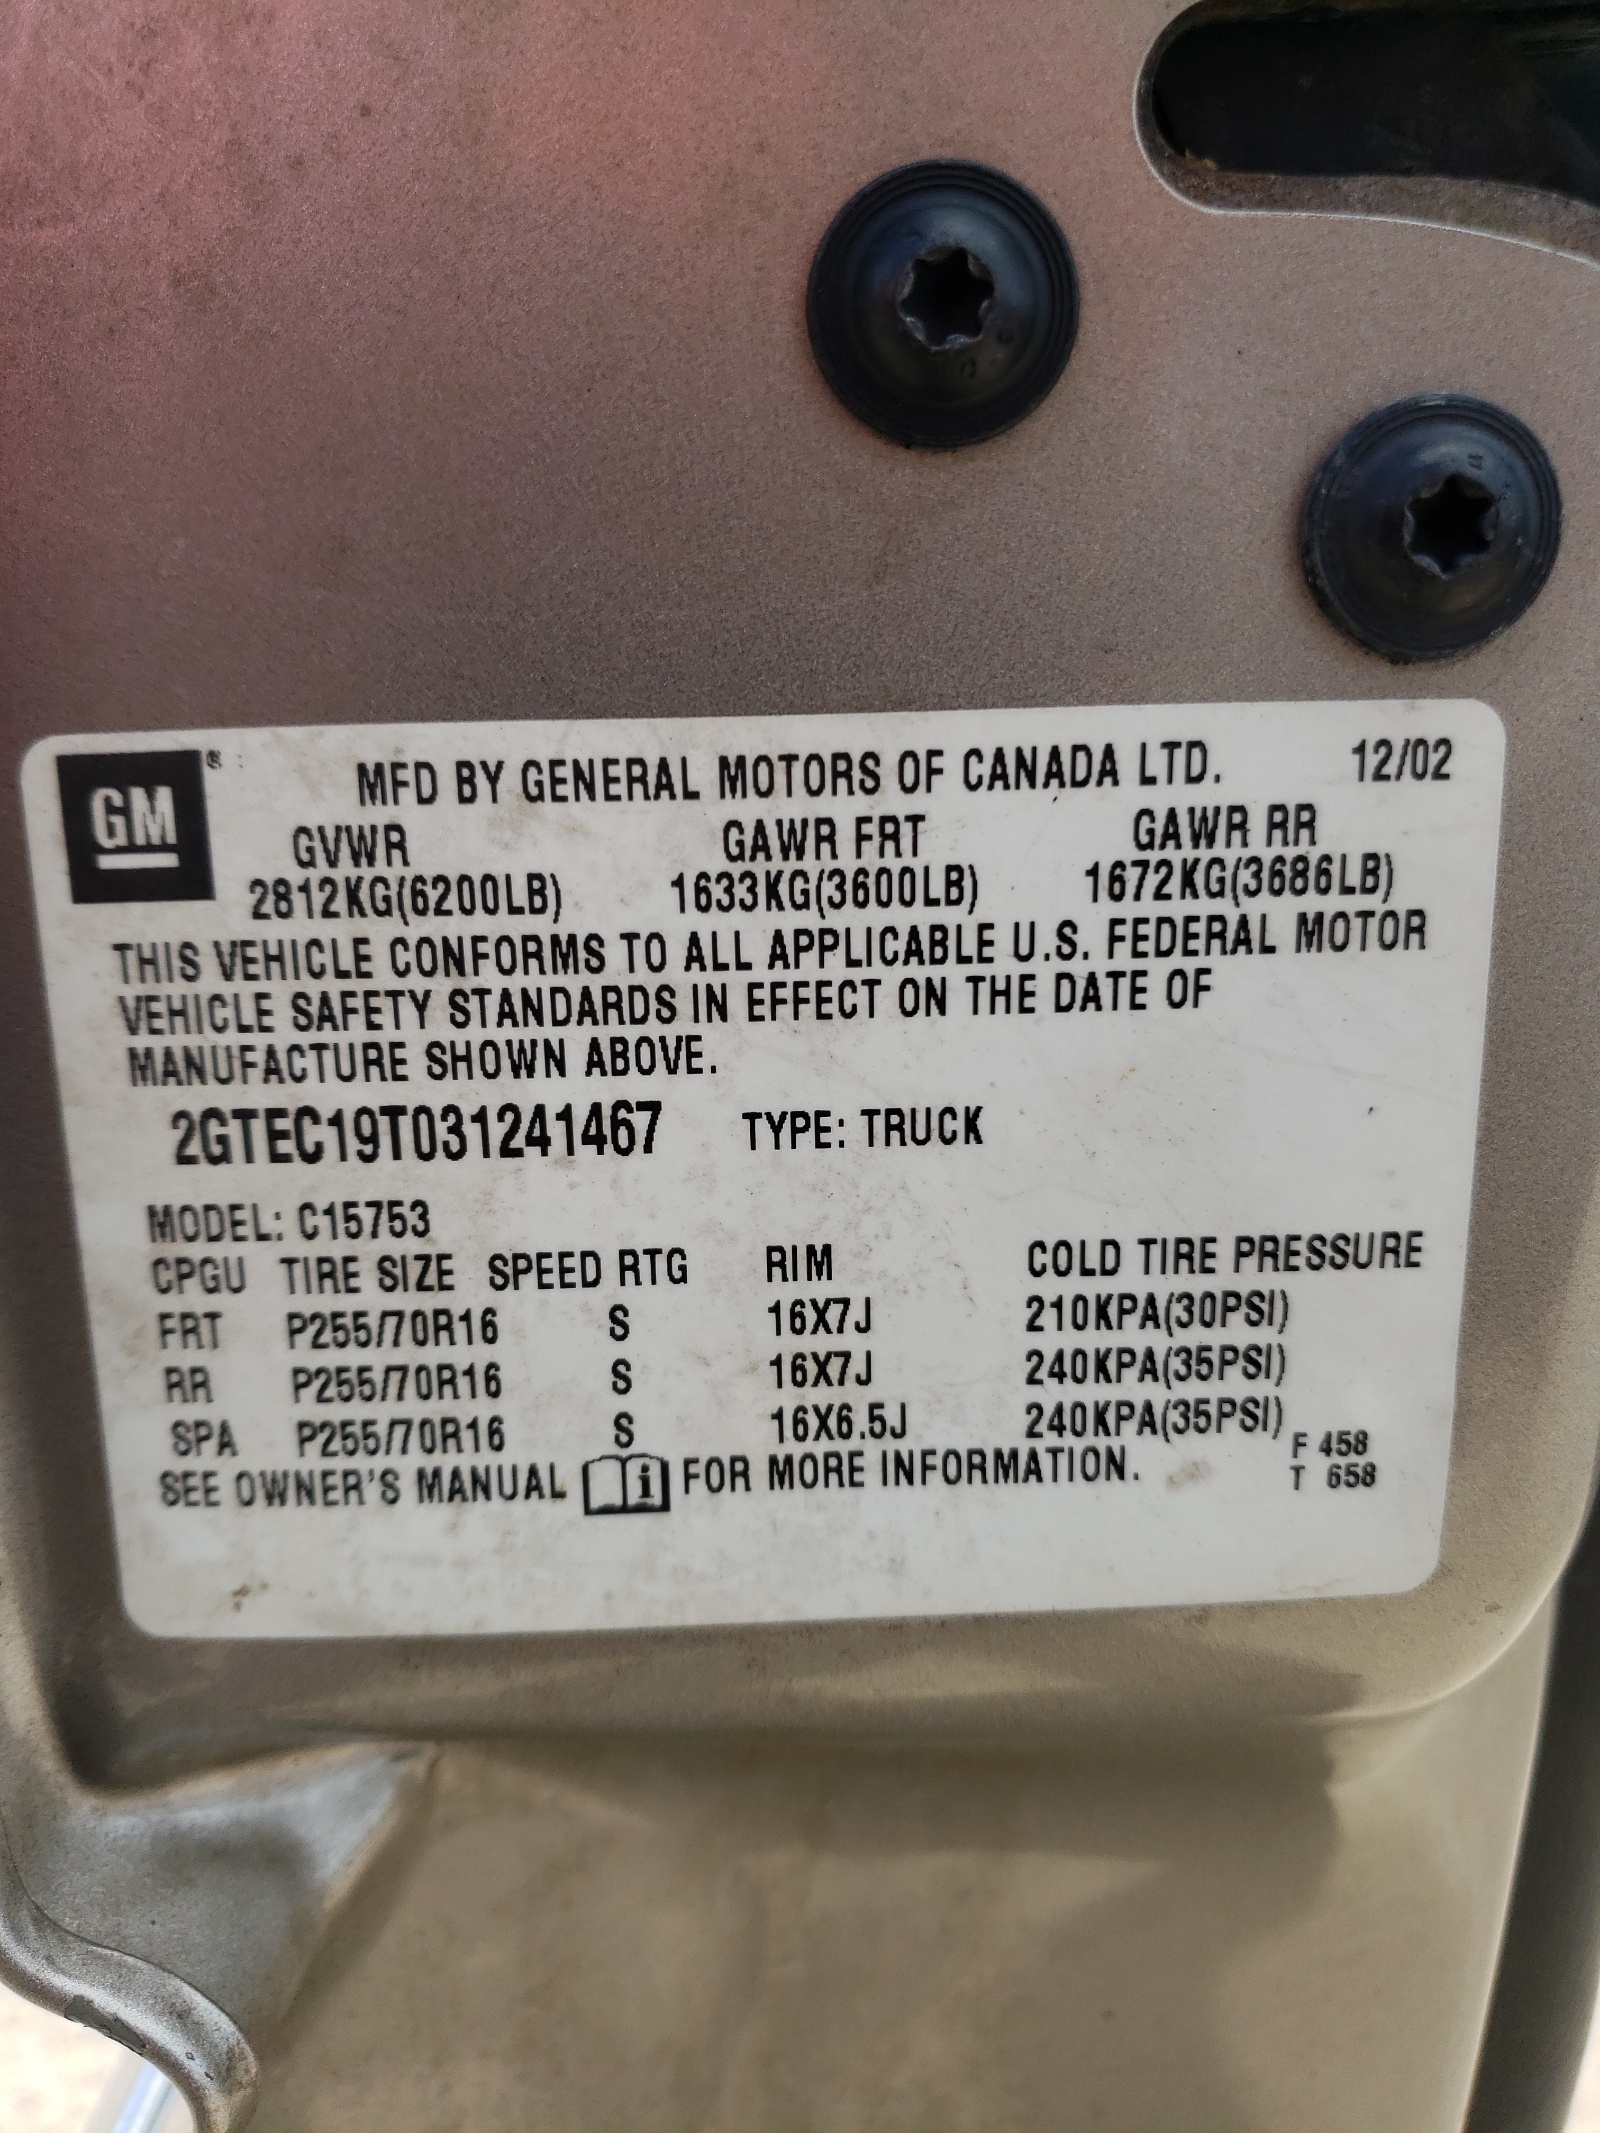 GM ® MFD BY GENERAL MOTORS OF CANADA LTD. 12/02
GVWR GAWR FRT GAWR RR
2812KG(6200LB) 1633KG(3600LB) 1672KG(3686LB)
THIS VEHICLE CONFORMS TO ALL APPLICABLE U.S. FEDERAL MOTOR
VEHICLE SAFETY STANDARDS IN EFFECT ON THE DATE OF
MANUFACTURE SHOWN ABOVE.
2GTEC19T031241467 TYPE: TRUCK
MODEL: C15753
CPGU TIRE SIZE SPEED RTG RIM COLD TIRE PRESSURE
FRT P255/70R16 S 16X7J 210KPA(30PSI)
RR P255/70R16 S 16X7J 240KPA(35PSI)
SPA P255/70R16 S 16X6.5J 240KPA(35PSI)
F 458
SEE OWNER'S MANUAL i FOR MORE INFORMATION. T 658